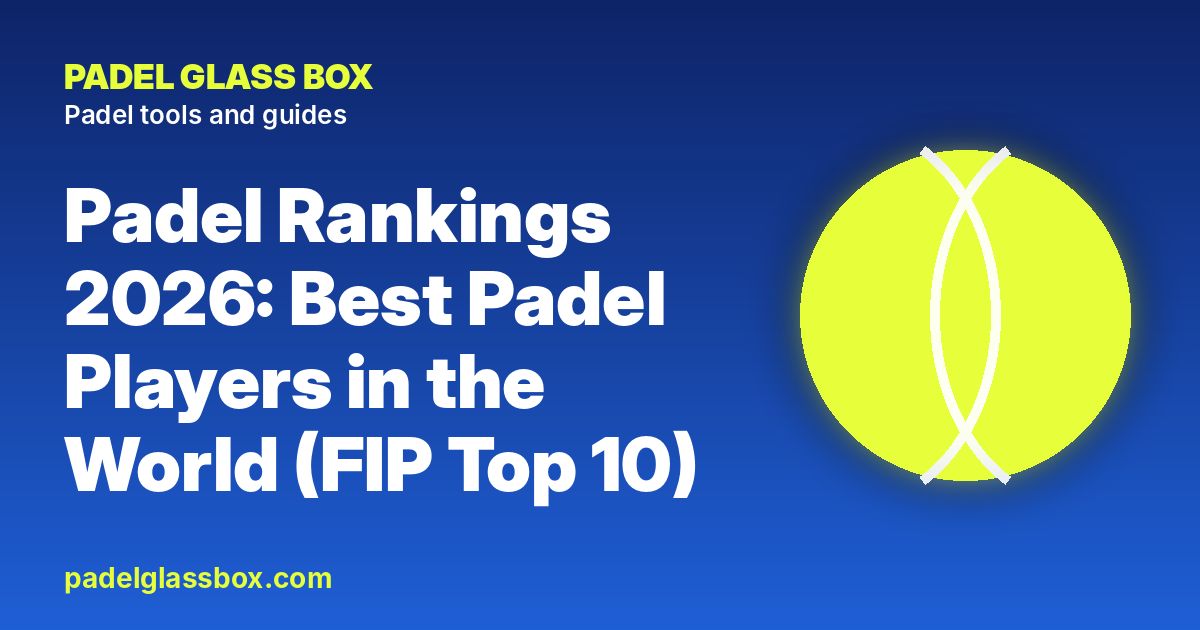 PADEL GLASS BOX
Padel tools and guides
Padel Rankings
2026: Best Padel
Players in the
World (FIP Top 10)
padelglassbox.com